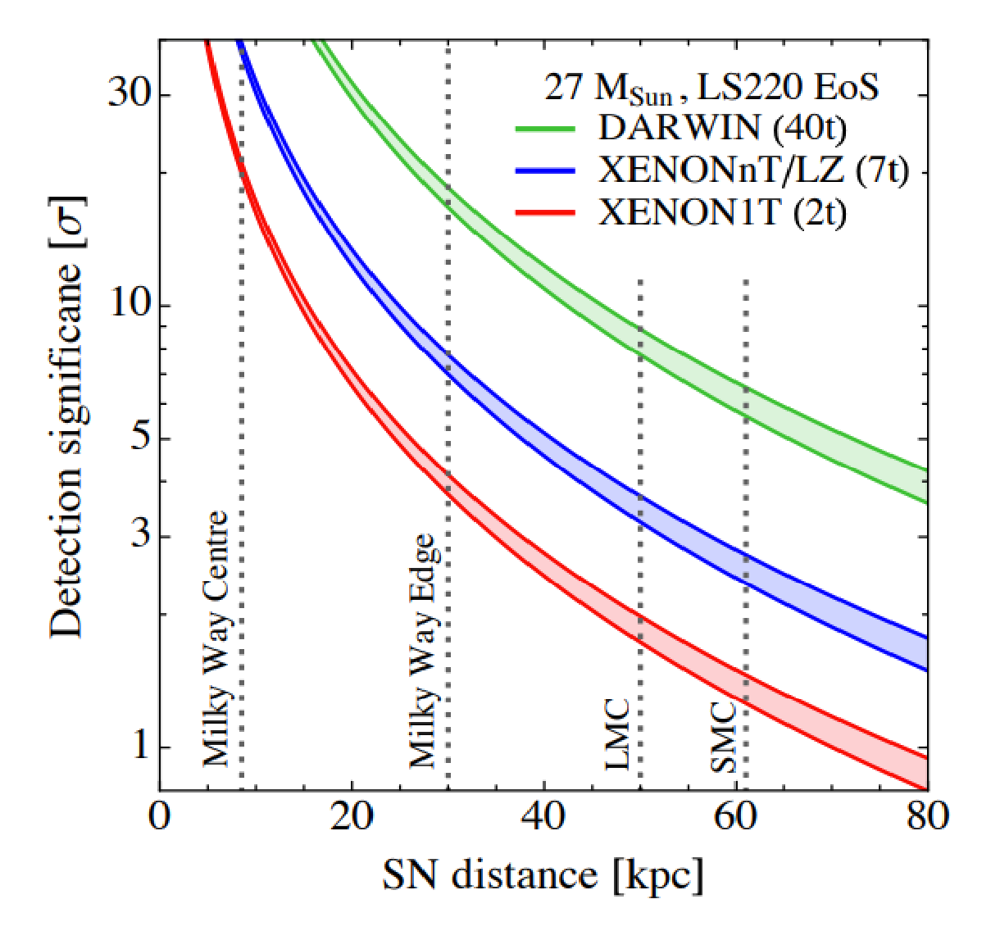 27 M_Sun, LS220 EoS
DARWIN (40t)
XENONnT/LZ (7t)
XENON1T (2t)
Detection significane [σ]
30
10
5
3
1
Milky Way Centre
Milky Way Edge
LMC
SMC
0 20 40 60 80
SN distance [kpc]